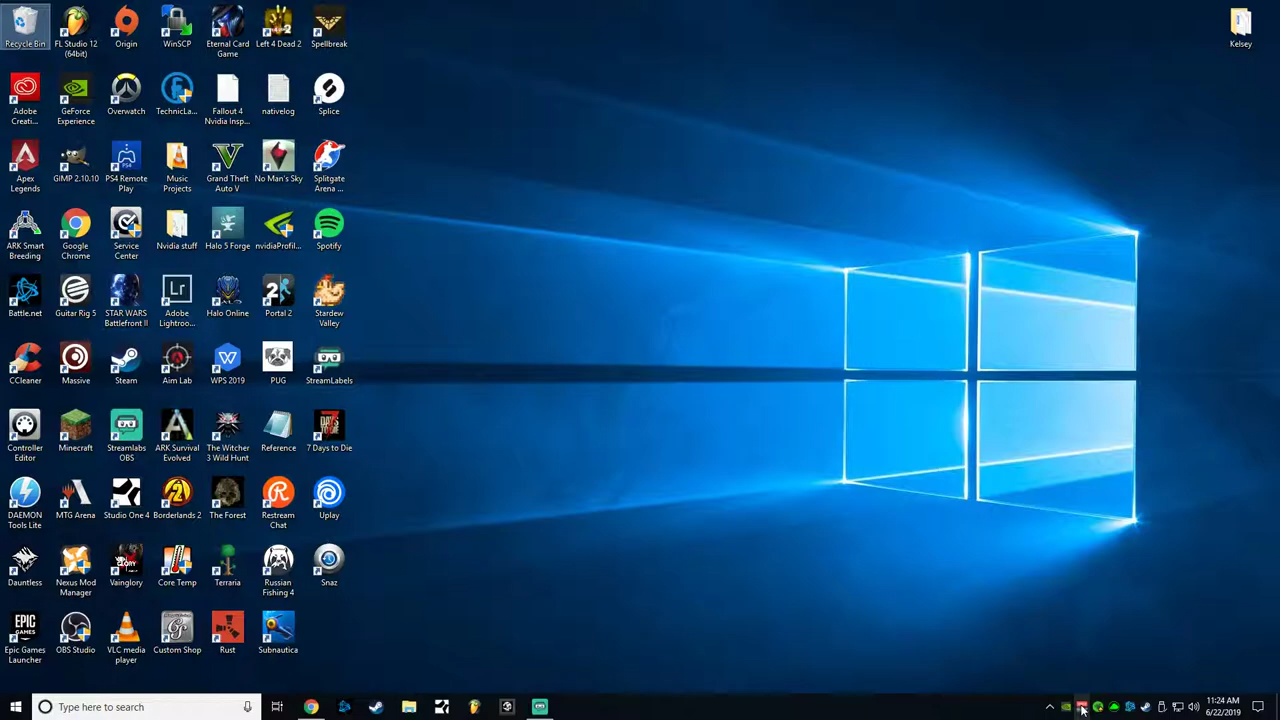 Recycle Bin
FL Studio 12
(64bit)
Origin
WinSCP
Eternal Card
Game
Left 4 Dead 2
Spellbreak
Kelsey
Adobe
Creati...
GeForce
Experience
Overwatch
TechnicLa...
Fallout 4
Nvidia Insp...
nativelog
Splice
Apex
Legends
GIMP 2.10.10
PS4 Remote
Play
Music
Projects
Grand Theft
Auto V
No Man's Sky
Splitgate
Arena ...
ARK Smart
Breeding
Google
Chrome
Service
Center
Nvidia stuff
Halo 5 Forge
nvidiaProfil...
Spotify
Battle.net
Guitar Rig 5
STAR WARS
Battlefront II
Lr
Adobe
Lightroo...
Halo Online
2
Portal 2
Stardew
Valley
CCleaner
Massive
Steam
Aim Lab
WPS 2019
PUG
StreamLabels
Controller
Editor
Minecraft
Streamlabs
OBS
ARK Survival
Evolved
The Witcher
3 Wild Hunt
Reference
7 DAYS
TO DIE
7 Days to Die
DAEMON
Tools Lite
MTG Arena
Studio One 4
Borderlands 2
The Forest
Restream
Chat
Uplay
Dauntless
Nexus Mod
Manager
Vainglory
Core Temp
Terraria
Russian
Fishing 4
Snaz
EPIC
GAMES
Epic Games
Launcher
OBS Studio
VLC media
player
Custom Shop
Rust
Subnautica
Type here to search
11:24 AM
6/22/2019